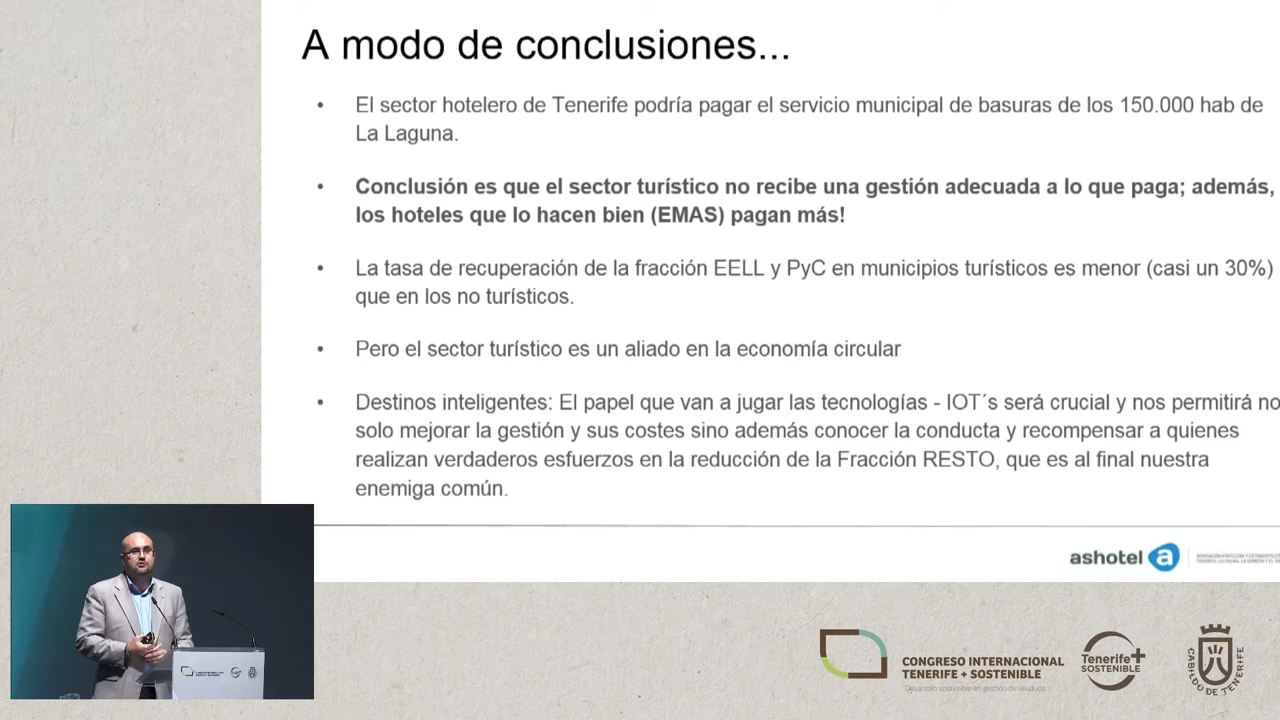 A modo de conclusiones...
• El sector hotelero de Tenerife podría pagar el servicio municipal de basuras de los 150.000 hab de
La Laguna.
• Conclusión es que el sector turístico no recibe una gestión adecuada a lo que paga; además,
los hoteles que lo hacen bien (EMAS) pagan más!
• La tasa de recuperación de la fracción EELL y PyC en municipios turísticos es menor (casi un 30%)
que en los no turísticos.
• Pero el sector turístico es un aliado en la economía circular
• Destinos inteligentes: El papel que van a jugar las tecnologías - IOT´s será crucial y nos permitirá no
solo mejorar la gestión y sus costes sino además conocer la conducta y recompensar a quienes
realizan verdaderos esfuerzos en la reducción de la Fracción RESTO, que es al final nuestra
enemiga común.
ashotel a
CONGRESO INTERNACIONAL
TENERIFE + SOSTENIBLE
Desarrollo sostenible en gestión de residuos
Tenerife+
SOSTENIBLE
CABILDO DE TENERIFE